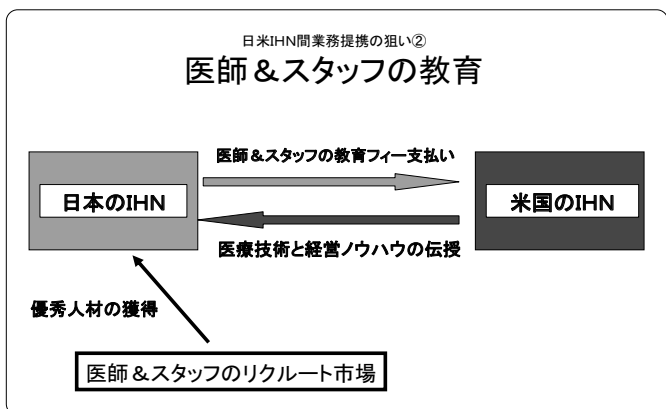 日米IHN間業務提携の狙い②
医師＆スタッフの教育
医師＆スタッフの教育フィー支払い
日本のIHN
米国のIHN
医療技術と経営ノウハウの伝授
優秀人材の獲得
医師＆スタッフのリクルート市場